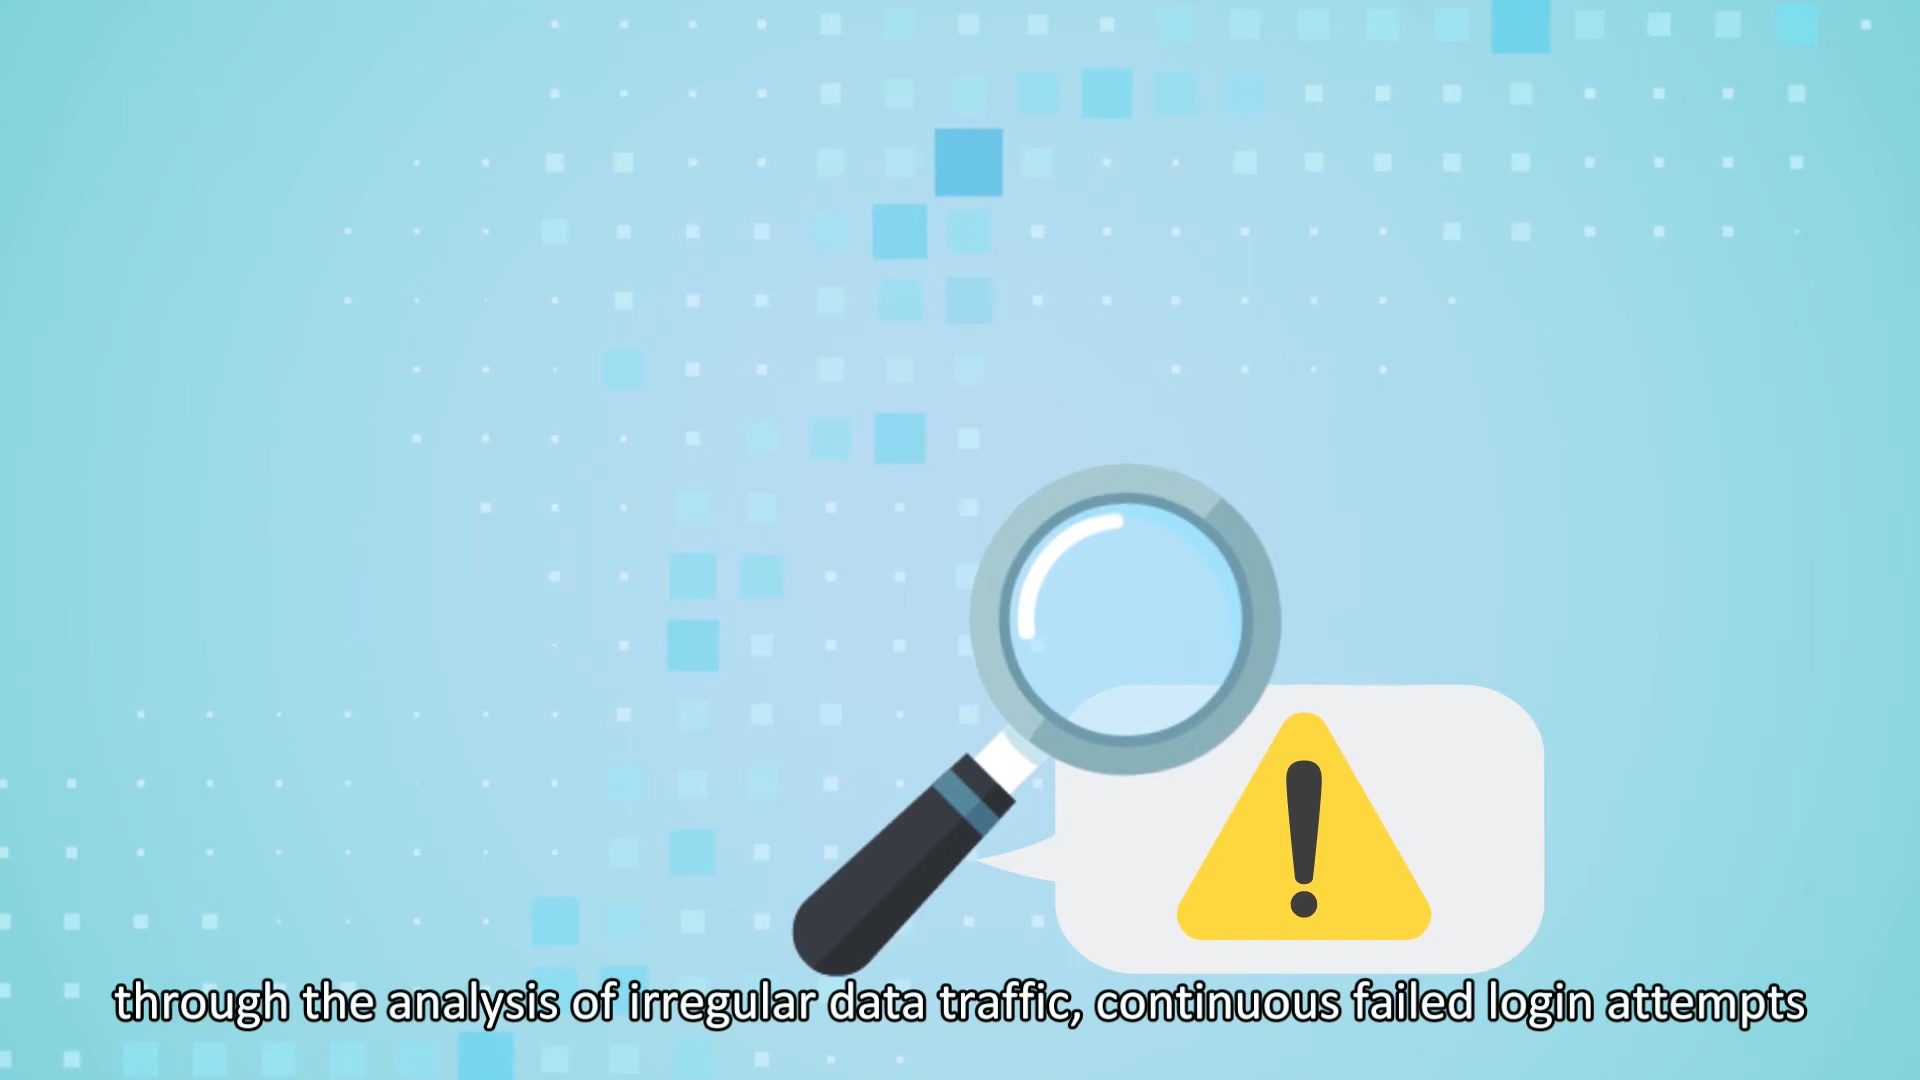 through the analysis of irregular data traffic, continuous failed login attempts